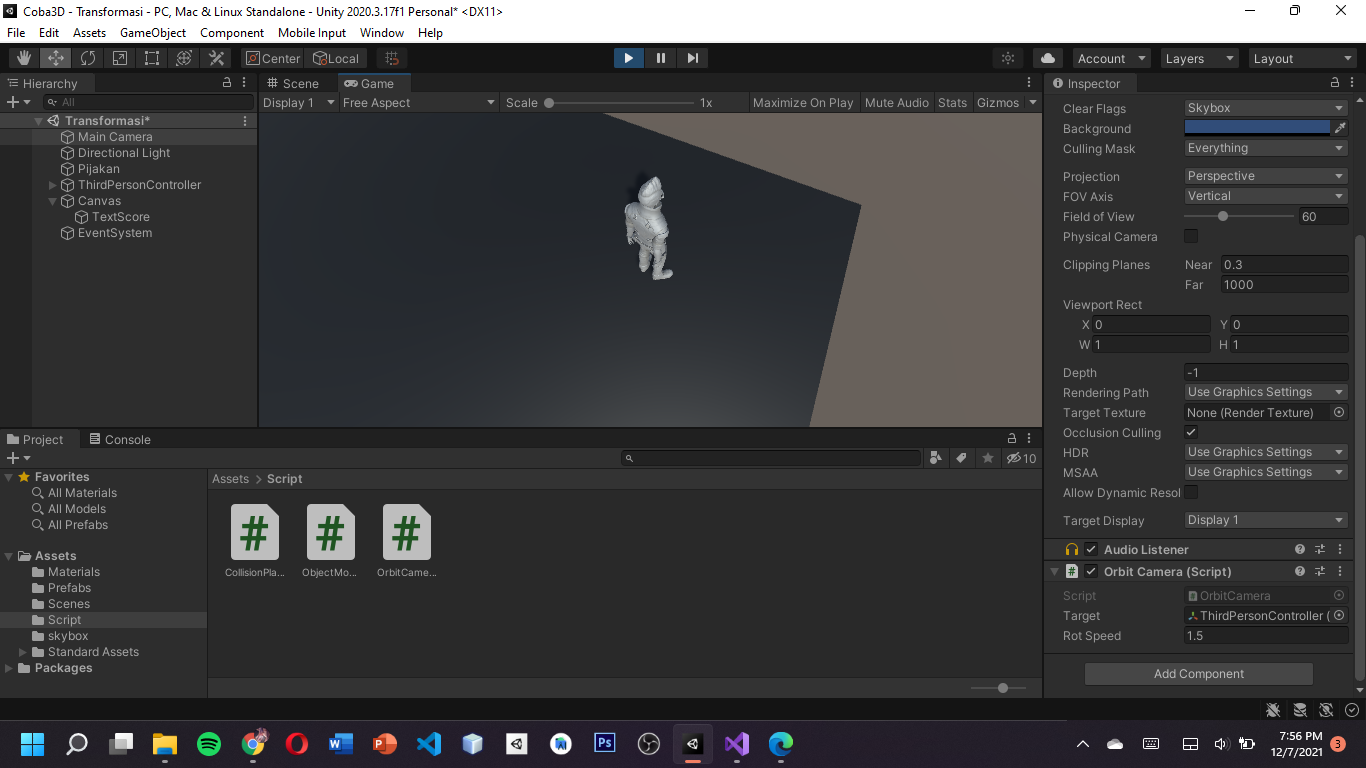 Coba3D - Transformasi - PC, Mac & Linux Standalone - Unity 2020.3.17f1 Personal* <DX11>
File Edit Assets GameObject Component Mobile Input Window Help
Center Local Account Layers Layout
Hierarchy
All
Transformasi*
Main Camera
Directional Light
Pijakan
ThirdPersonController
Canvas
TextScore
EventSystem
Scene Game
Display 1 Free Aspect Scale 1x Maximize On Play Mute Audio Stats Gizmos
Inspector
Clear Flags Skybox
Background
Culling Mask Everything
Projection Perspective
FOV Axis Vertical
Field of View 60
Physical Camera
Clipping Planes Near 0.3
Far 1000
Viewport Rect
X 0 Y 0
W 1 H 1
Depth -1
Rendering Path Use Graphics Settings
Target Texture None (Render Texture)
Occlusion Culling
HDR Use Graphics Settings
MSAA Use Graphics Settings
Allow Dynamic Resol
Target Display Display 1
Audio Listener
Orbit Camera (Script)
Script OrbitCamera
Target ThirdPersonController (
Rot Speed 1.5
Add Component
Project Console
10
Favorites
All Materials
All Models
All Prefabs
Assets
Materials
Prefabs
Scenes
Script
skybox
Standard Assets
Packages
Assets > Script
CollisionPla... ObjectMo... OrbitCame...
7:56 PM
12/7/2021
3